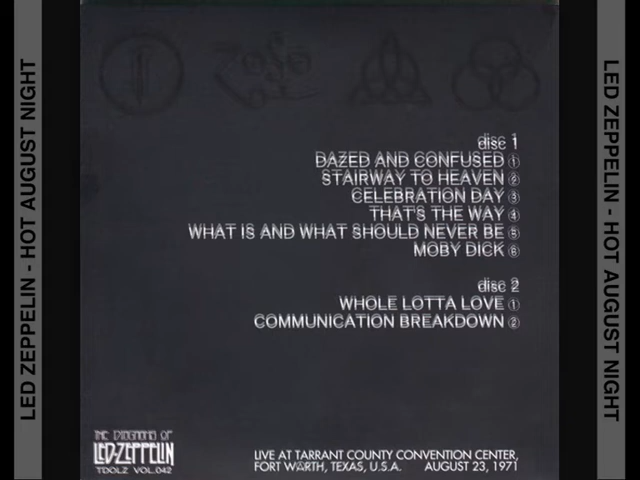 LED ZEPPELIN - HOT AUGUST NIGHT
disc 1
DAZED AND CONFUSED ①
STAIRWAY TO HEAVEN ②
CELEBRATION DAY ③
THAT'S THE WAY ④
WHAT IS AND WHAT SHOULD NEVER BE ⑤
MOBY DICK ⑥
disc 2
WHOLE LOTTA LOVE ①
COMMUNICATION BREAKDOWN ②
THE DIAGRAMS OF
LED-ZEPPELIN
TDOLZ VOL.042
LIVE AT TARRANT COUNTY CONVENTION CENTER,
FORT WORTH, TEXAS, U.S.A. AUGUST 23, 1971
LED ZEPPELIN - HOT AUGUST NIGHT